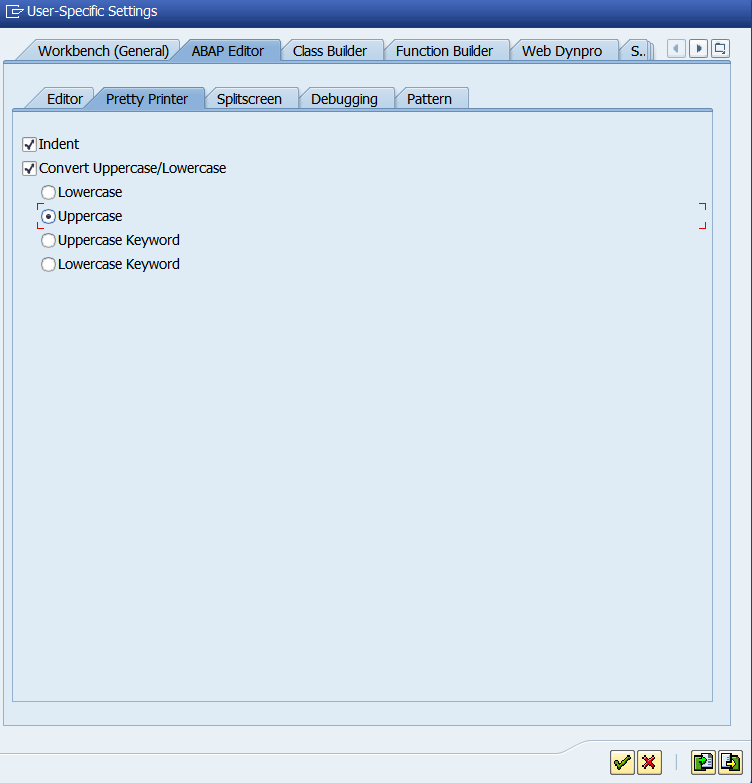 User-Specific Settings
Workbench (General) ABAP Editor Class Builder Function Builder Web Dynpro S..
Editor Pretty Printer Splitscreen Debugging Pattern
Indent
Convert Uppercase/Lowercase
Lowercase
Uppercase
Uppercase Keyword
Lowercase Keyword